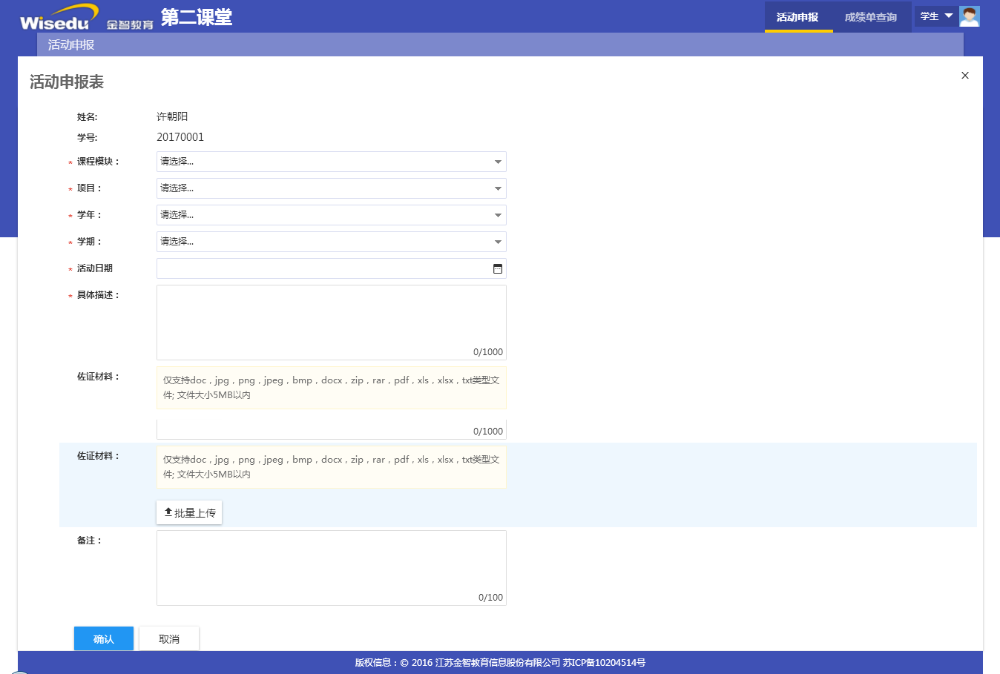 Wisedu 金智教育 第二课堂 活动申报 成绩单查询 学生
活动申报
活动申报表
姓名: 许朝阳
学号: 20170001
* 课程模块： 请选择...
* 项目： 请选择...
* 学年： 请选择...
* 学期： 请选择...
* 活动日期
* 具体描述：
0/1000
佐证材料： 仅支持doc，jpg，png，jpeg，bmp，docx，zip，rar，pdf，xls，xlsx，txt类型文
件; 文件大小5MB以内
0/1000
佐证材料： 仅支持doc，jpg，png，jpeg，bmp，docx，zip，rar，pdf，xls，xlsx，txt类型文
件; 文件大小5MB以内
批量上传
备注：
0/100
确认 取消
版权信息：© 2016 江苏金智教育信息股份有限公司 苏ICP备10204514号